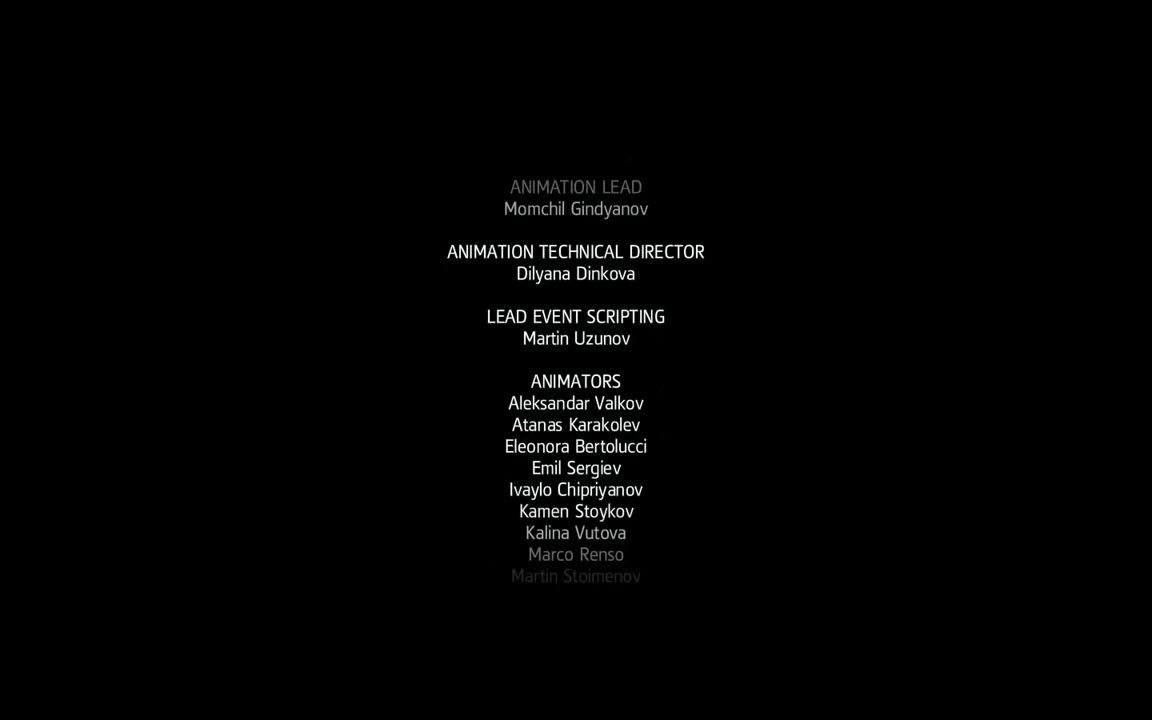 ANIMATION LEAD
Momchil Gindyanov
ANIMATION TECHNICAL DIRECTOR
Dilyana Dinkova
LEAD EVENT SCRIPTING
Martin Uzunov
ANIMATORS
Aleksandar Valkov
Atanas Karakolev
Eleonora Bertolucci
Emil Sergiev
Ivaylo Chipriyanov
Kamen Stoykov
Kalina Vutova
Marco Renso
Martin Stoimenov